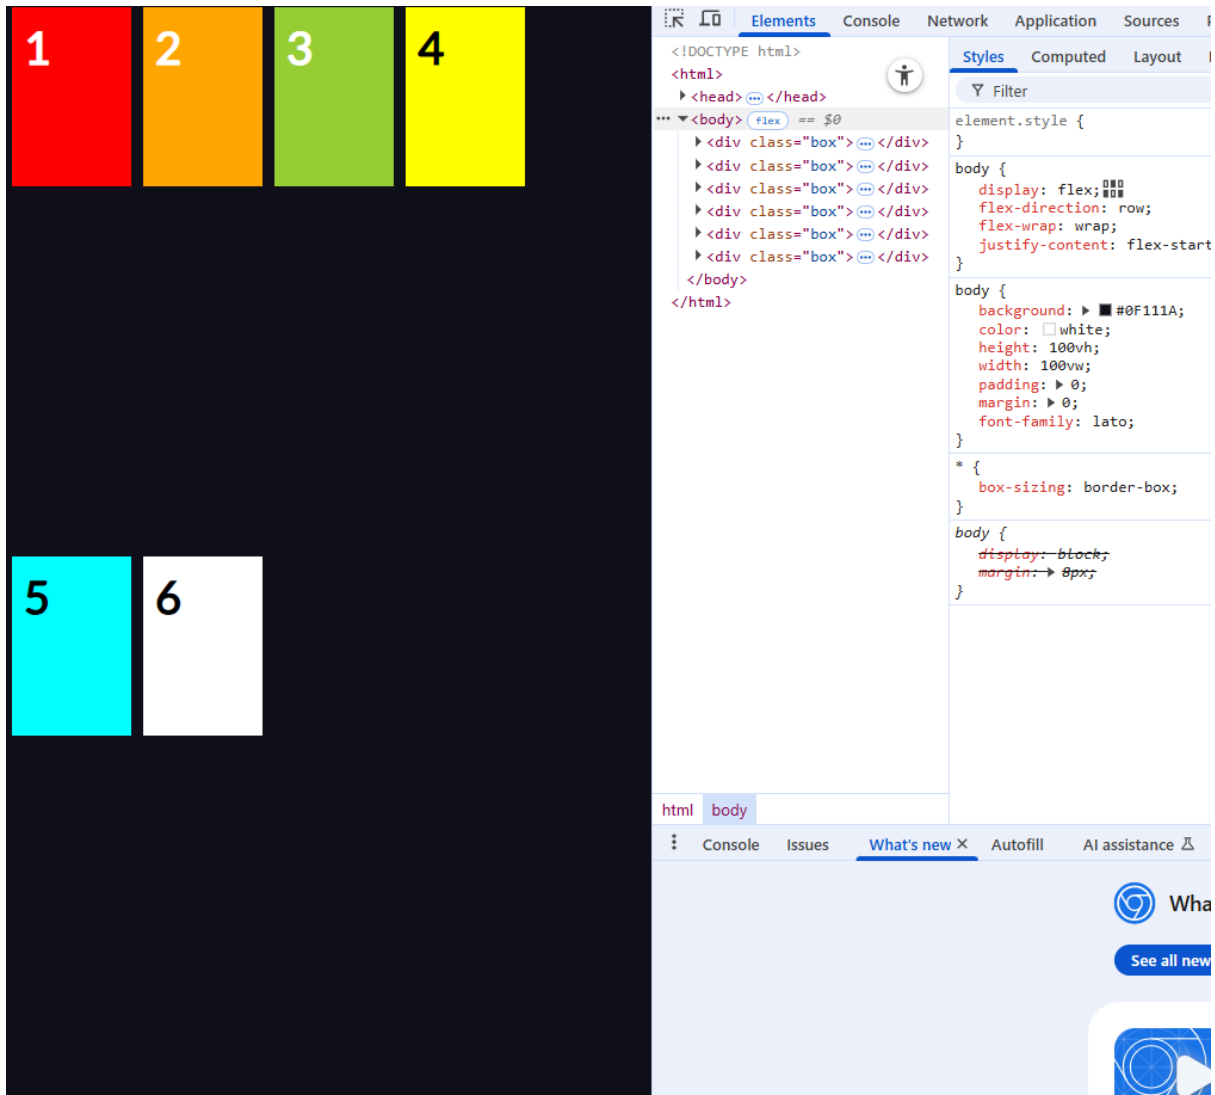 1 2 3 4
5 6
Elements Console Network Application Sources
<!DOCTYPE html>
<html>
<head> ••• </head>
••• <body> flex == $0
<div class="box"> ••• </div>
<div class="box"> ••• </div>
<div class="box"> ••• </div>
<div class="box"> ••• </div>
<div class="box"> ••• </div>
<div class="box"> ••• </div>
</body>
</html>
html body
Styles Computed Layout
Filter
element.style {
}
body {
display: flex;
flex-direction: row;
flex-wrap: wrap;
justify-content: flex-start
}
body {
background: #0F111A;
color: white;
height: 100vh;
width: 100vw;
padding: 0;
margin: 0;
font-family: lato;
}
* {
box-sizing: border-box;
}
body {
display: block;
margin: 8px;
}
Console Issues What's new × Autofill AI assistance
Wha
See all new